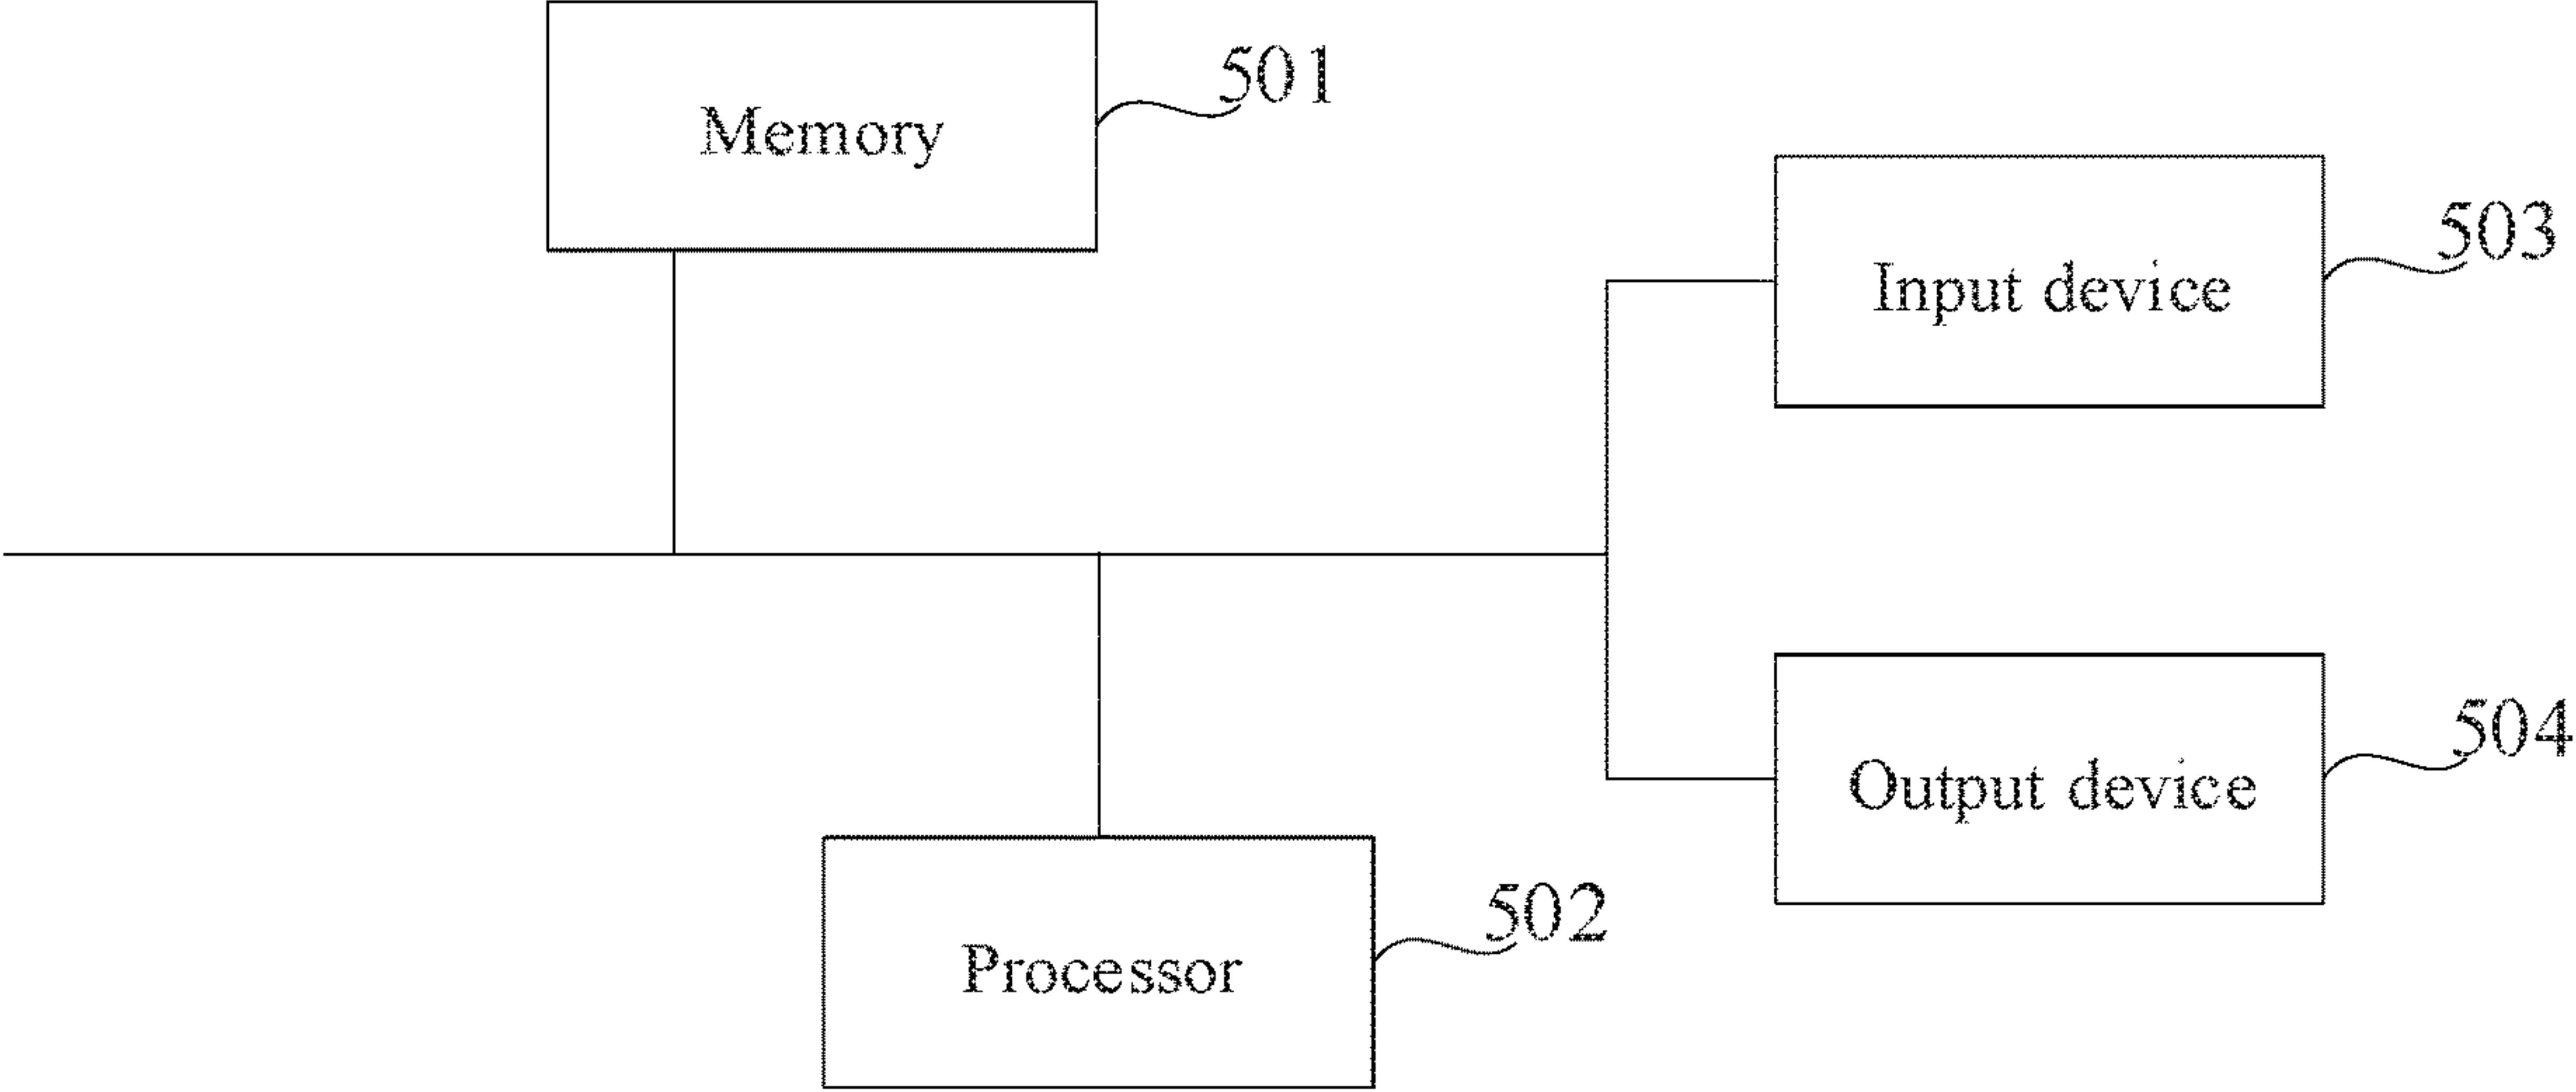 501
Memory
503
Input device
504
Output device
502
Processor